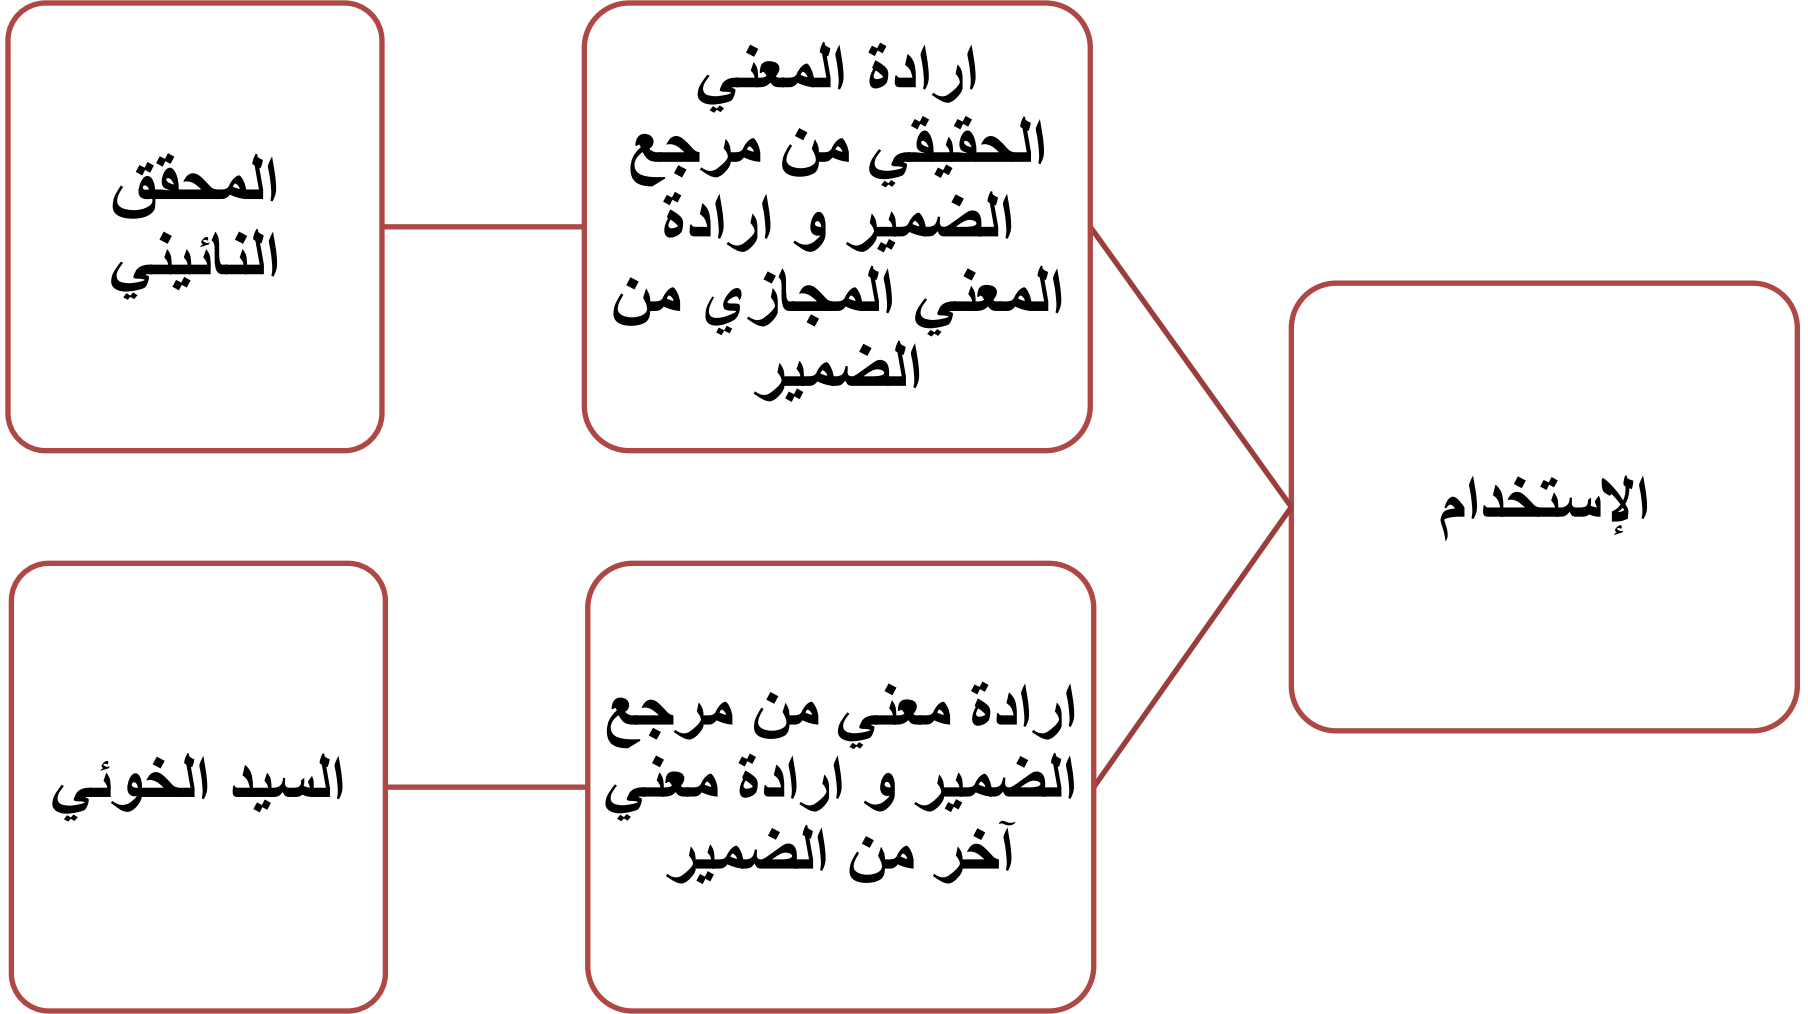 الإستخدام
ارادة المعني
الحقيقي من مرجع
الضمير و ارادة
المعني المجازي من
الضمير
المحقق
النائيني
ارادة معني من مرجع
الضمير و ارادة معني
آخر من الضمير
السيد الخوئي